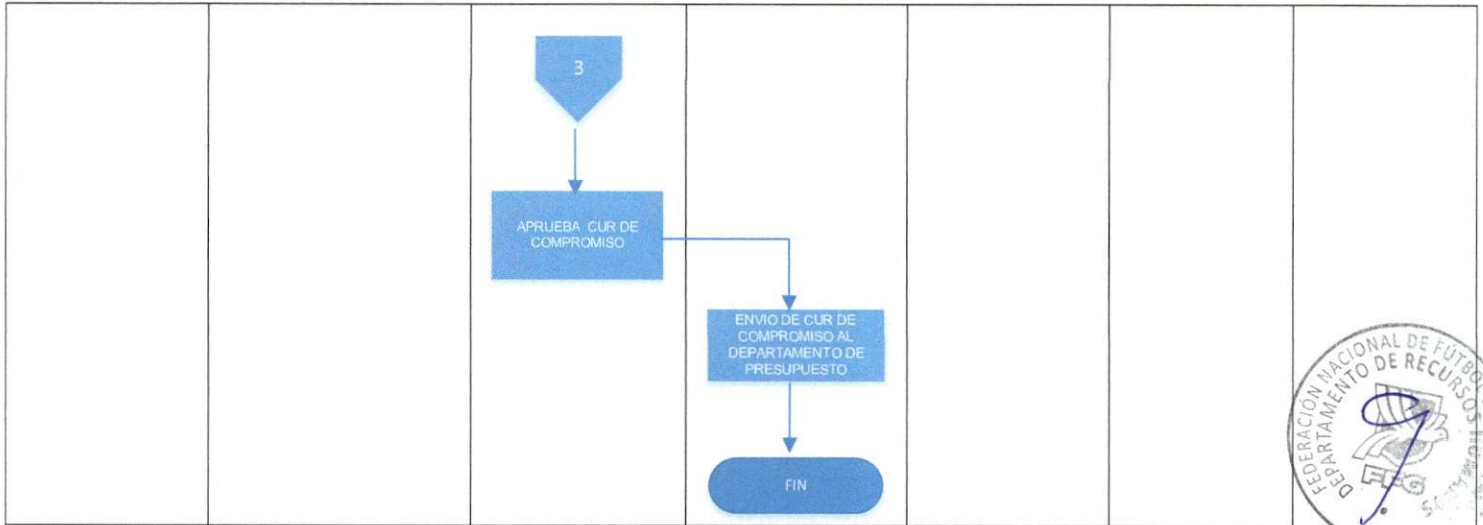 3
APRUEBA CUR DE
COMPROMISO
ENVIO DE CUR DE
COMPROMISO AL
DEPARTAMENTO DE
PRESUPUESTO
FIN
FEDERACIÓN NACIONAL DE FÚTBOL
DEPARTAMENTO DE RECURSOS